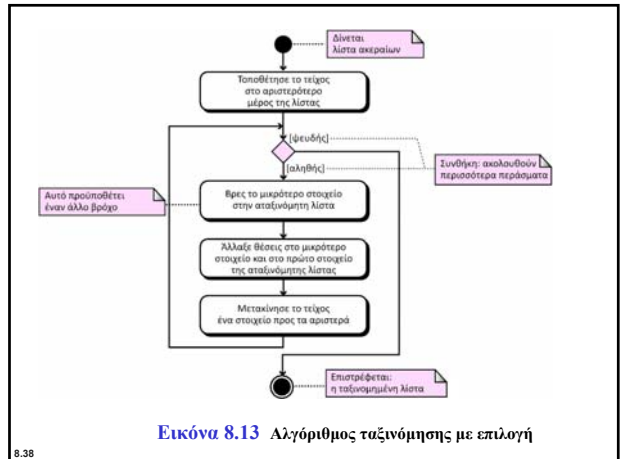 Δίνεται
λίστα ακεραίων
Τοποθέτησε το τείχος
στο αριστερότερο
μέρος της λίστας
[ψευδής]
[αληθής]
Συνθήκη: ακολουθούν
περισσότερα περάσματα
Αυτό προϋποθέτει
έναν άλλο βρόχο
Βρες το μικρότερο στοιχείο
στην αταξινόμητη λίστα
Άλλαξε θέσεις στο μικρότερο
στοιχείο και στο πρώτο στοιχείο
της αταξινόμητης λίστας
Μετακίνησε το τείχος
ένα στοιχείο προς τα αριστερά
Επιστρέφεται:
η ταξινομημένη λίστα
Εικόνα 8.13 Αλγόριθμος ταξινόμησης με επιλογή
8.38